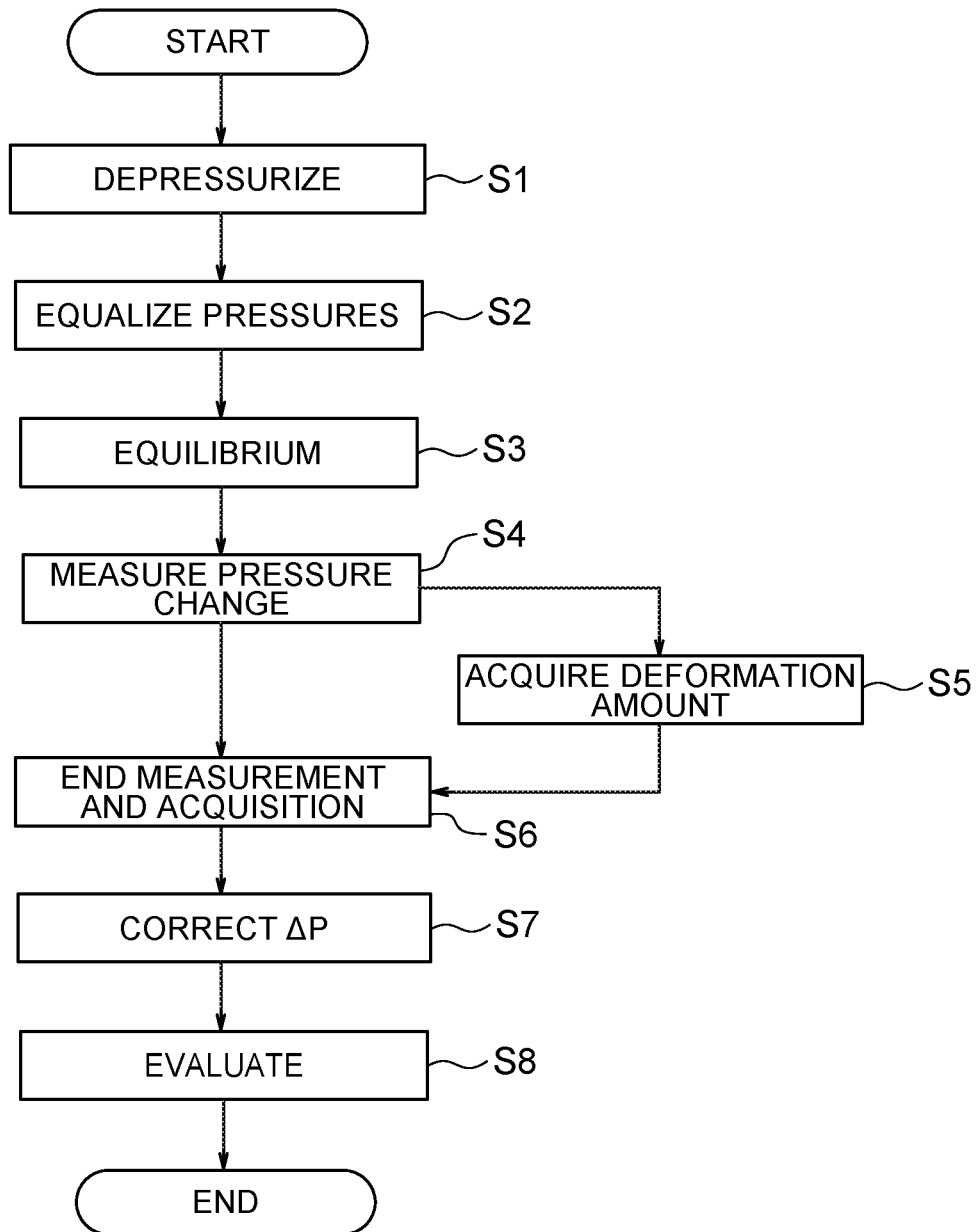 START
DEPRESSURIZE
S1
EQUALIZE PRESSURES
S2
EQUILIBRIUM
S3
S4
MEASURE PRESSURE
CHANGE
ACQUIRE DEFORMATION
AMOUNT
S5
END MEASUREMENT
AND ACQUISITION
S6
CORRECT ΔP
S7
EVALUATE
S8
END